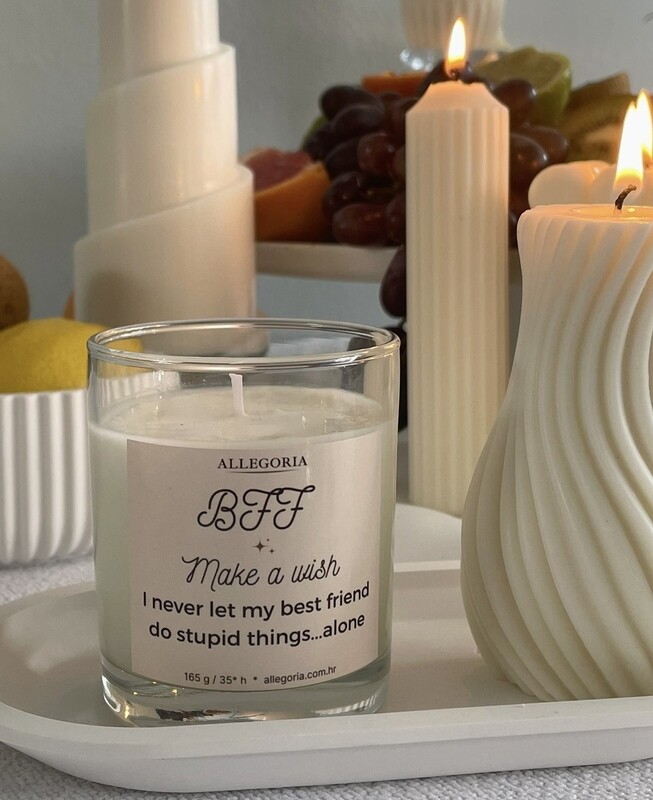 ALLEGORIA
BFF
Make a wish
I never let my best friend
do stupid things...alone
165 g / 35* h * allegoria.com.hr